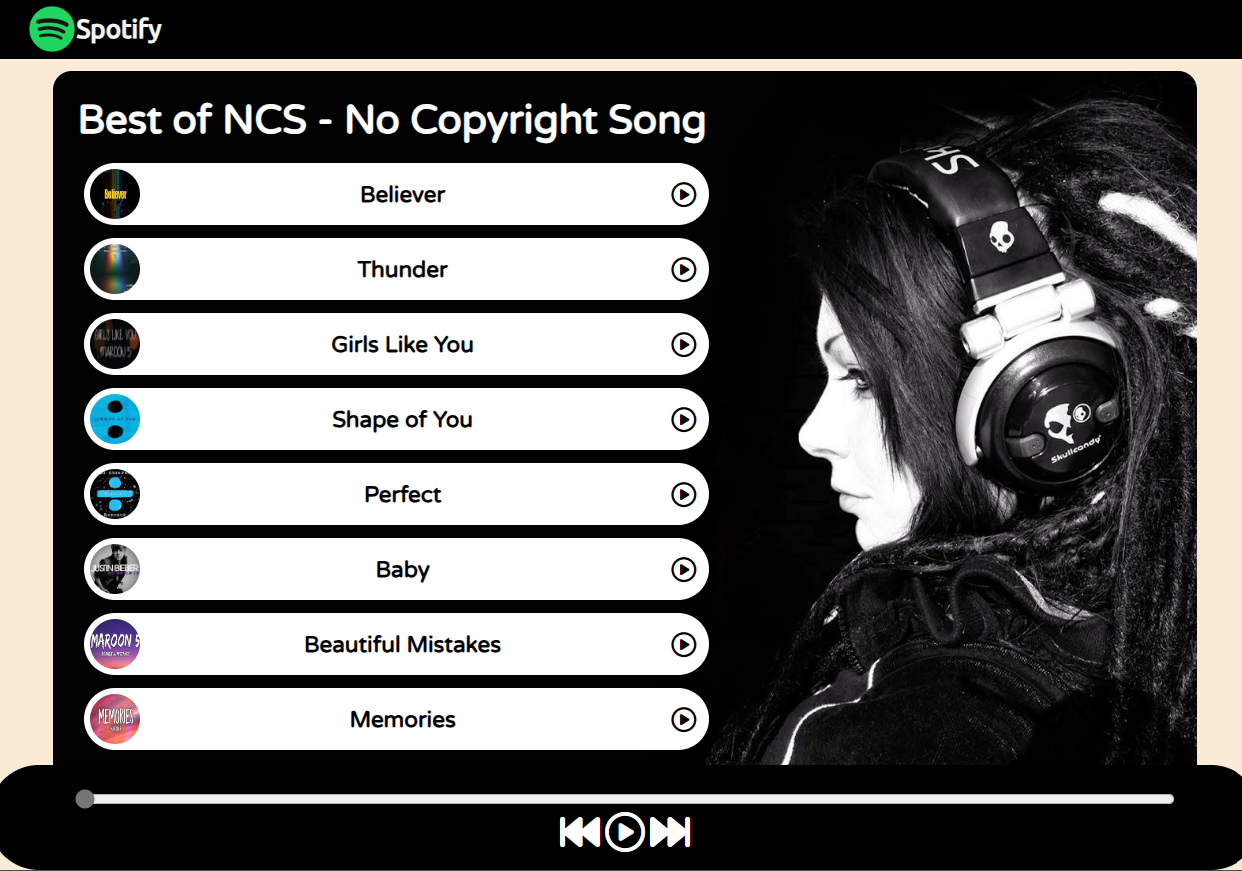 Spotify
Best of NCS - No Copyright Song
Believer
Believer
Thunder
GIRLS LIKE YOU
MAROON 5
Girls Like You
Shape of You
Perfect
JUSTIN BIEBER
Baby
MAROON 5
Beautiful Mistakes
MEMORIES
Memories
Skullcandy